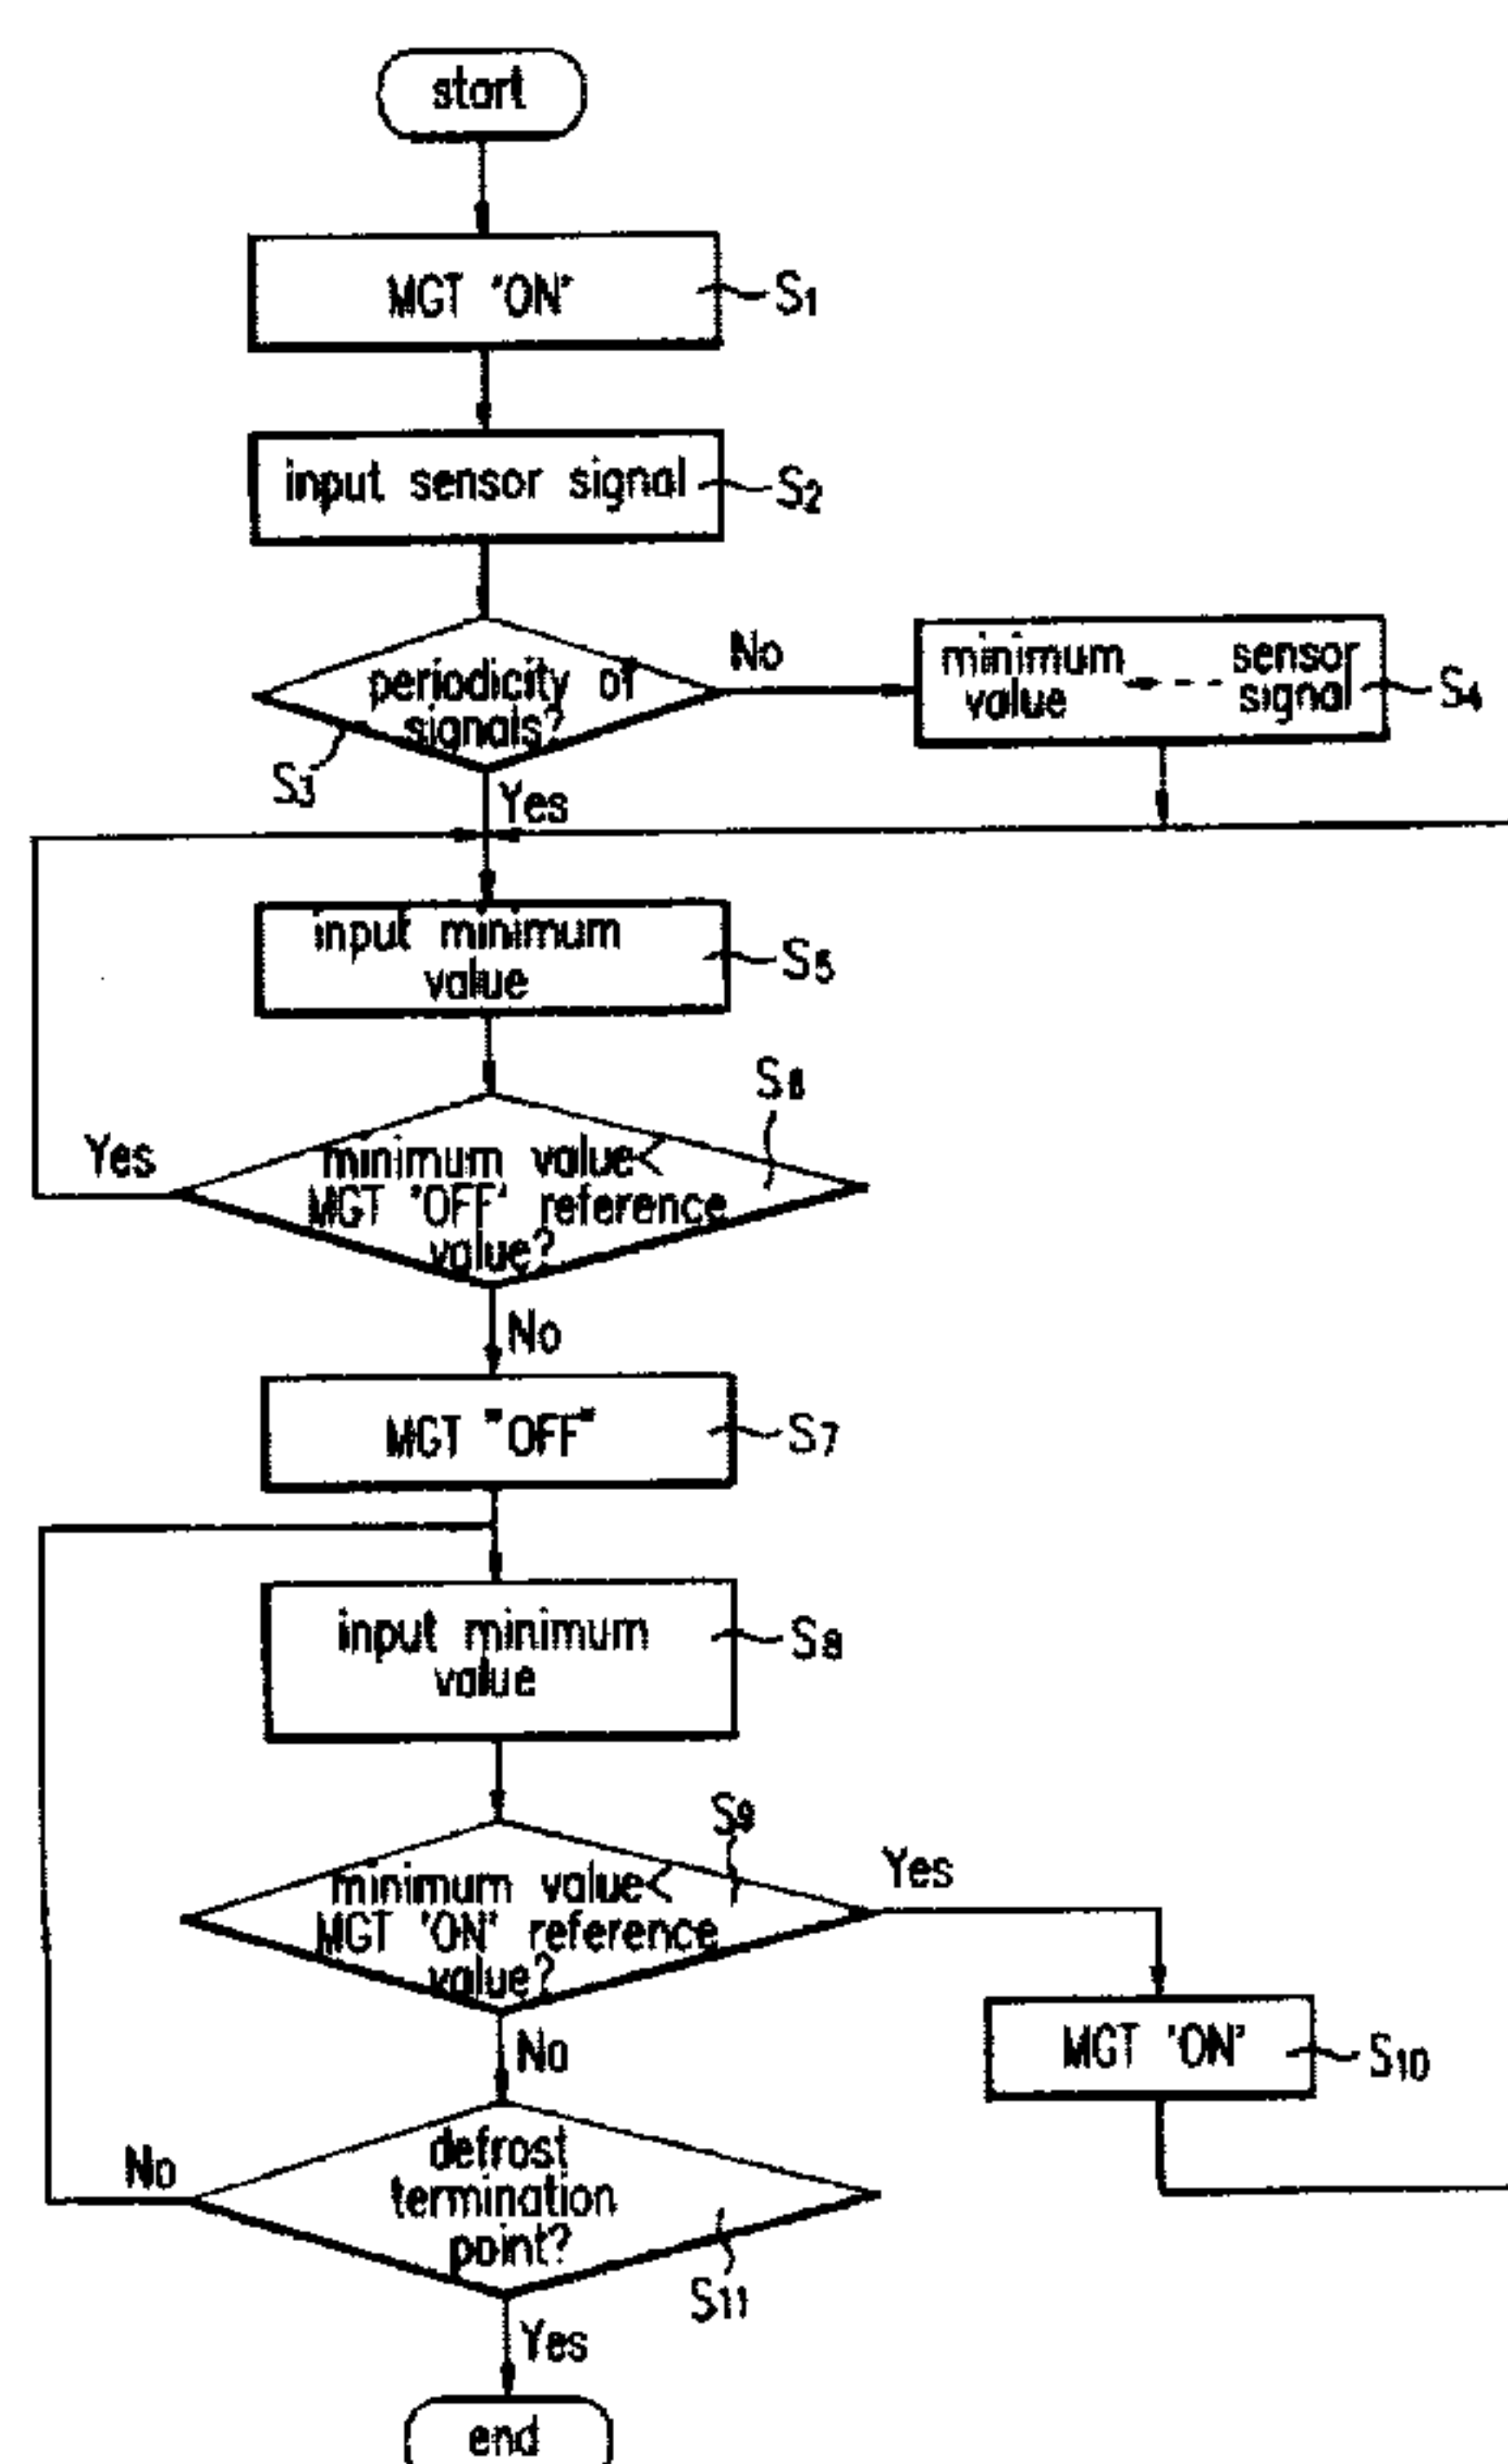 start
MGT 'ON'
S1
input sensor signal
S2
periodicity of
signals?
S3
No
minimum
value
sensor
signal
S4
Yes
input minimum
value
S5
S6
minimum value<
MGT 'OFF' reference
value?
Yes
No
MGT "OFF"
S7
input minimum
value
S8
S9
minimum value<
MGT 'ON' reference
value?
Yes
MGT 'ON'
S10
No
defrost
termination
point?
No
S11
Yes
end